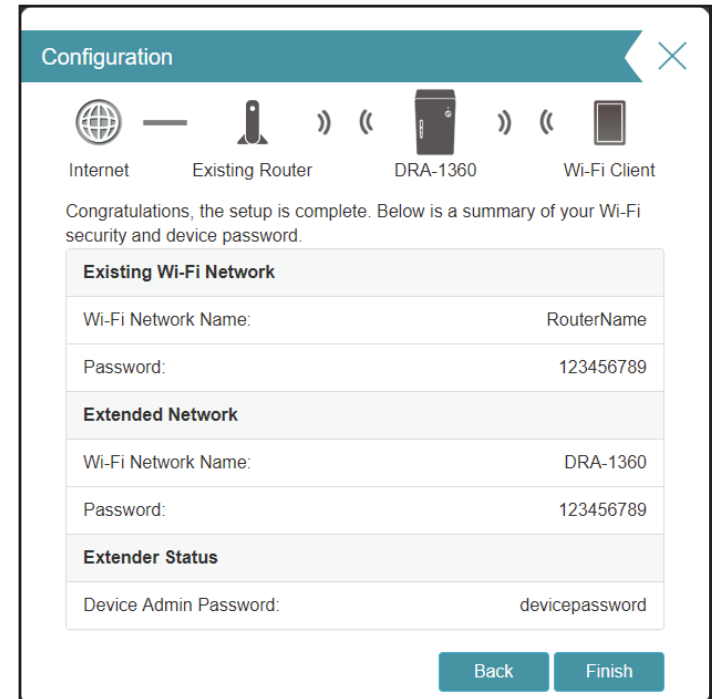 Configuration
Internet Existing Router DRA-1360 Wi-Fi Client
Congratulations, the setup is complete. Below is a summary of your Wi-Fi
security and device password.
Existing Wi-Fi Network
Wi-Fi Network Name: RouterName
Password: 123456789
Extended Network
Wi-Fi Network Name: DRA-1360
Password: 123456789
Extender Status
Device Admin Password: devicepassword
Back Finish